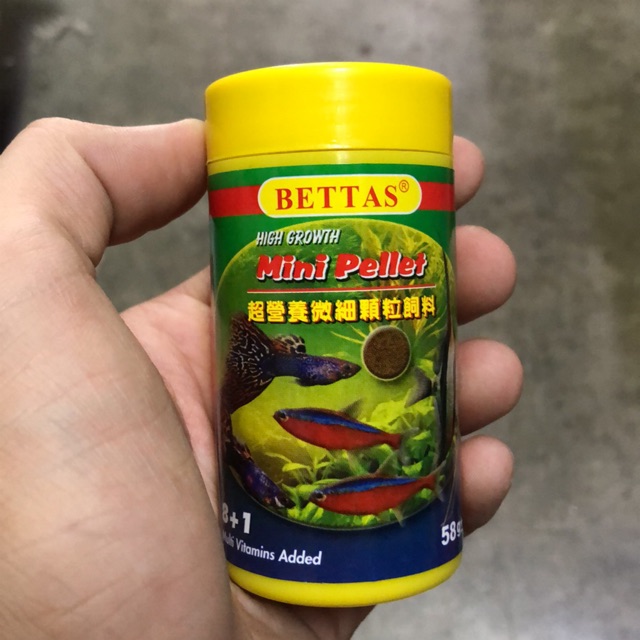 BETTAS®
HIGH GROWTH
Mini Pellet
超營養微細顆粒飼料
8+1
Multi Vitamins Added
58g